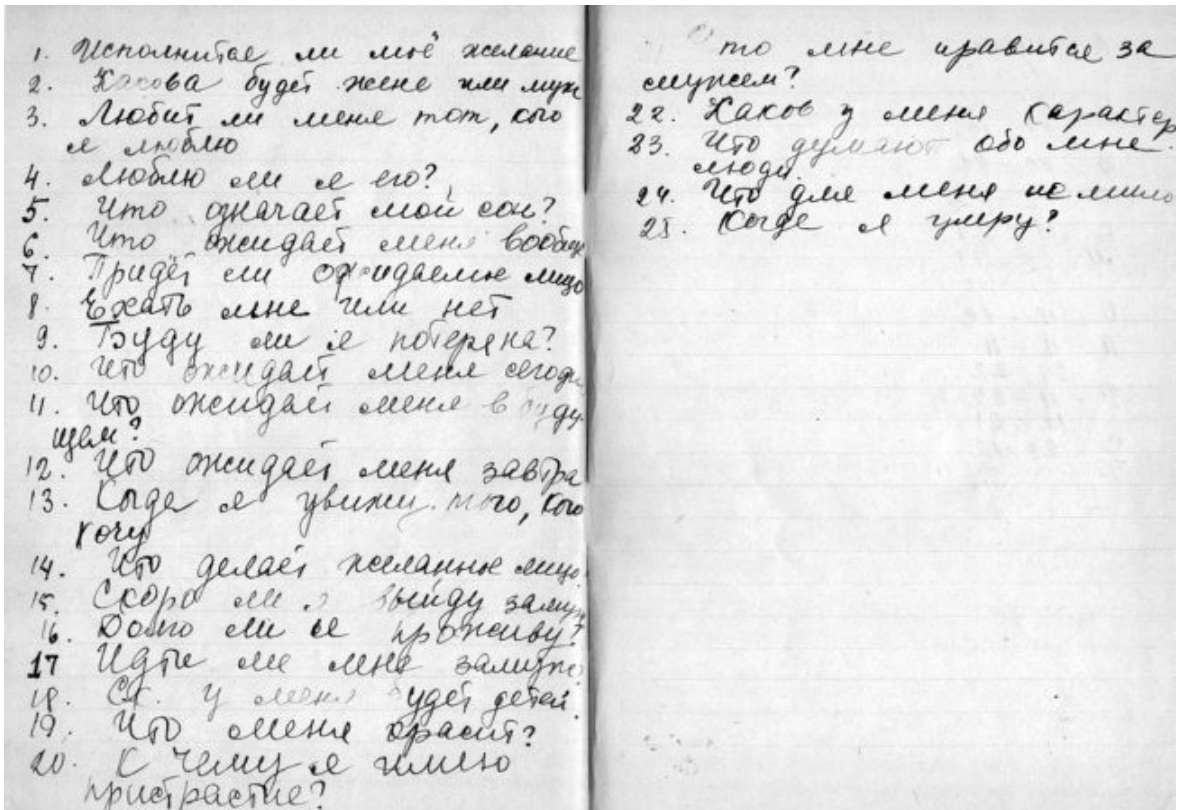 1. Исполнится ли моё желание
2. Какова будет жена или муж
3. Любит ли меня тот, кого
я люблю
4. Люблю ли я его?
5. Что означает мой сон?
6. Что ожидает меня вообще
7. Придёт ли ожидаемое лицо
8. Ехать мне или нет
9. Буду ли я потеряна?
10. Что ожидает меня сегодн
11. Что ожидает меня в буду-
щем?
12. Что ожидает меня завтра
13. Когда я увижу того, кого
хочу
14. Что делает желанное лицо
15. Скоро ли я выйду замуж
16. Долго ли я проживу?
17 Идти ли мне замуж?
18. Ск. у меня будет детей.
19. Что меня красит?
20. К чему я имею
пристрастие?
то мне нравится за
мужем?
22. Каков у меня характер
23. Что думают обо мне
люди.
24. Что для меня не мило
25. Когда я умру?